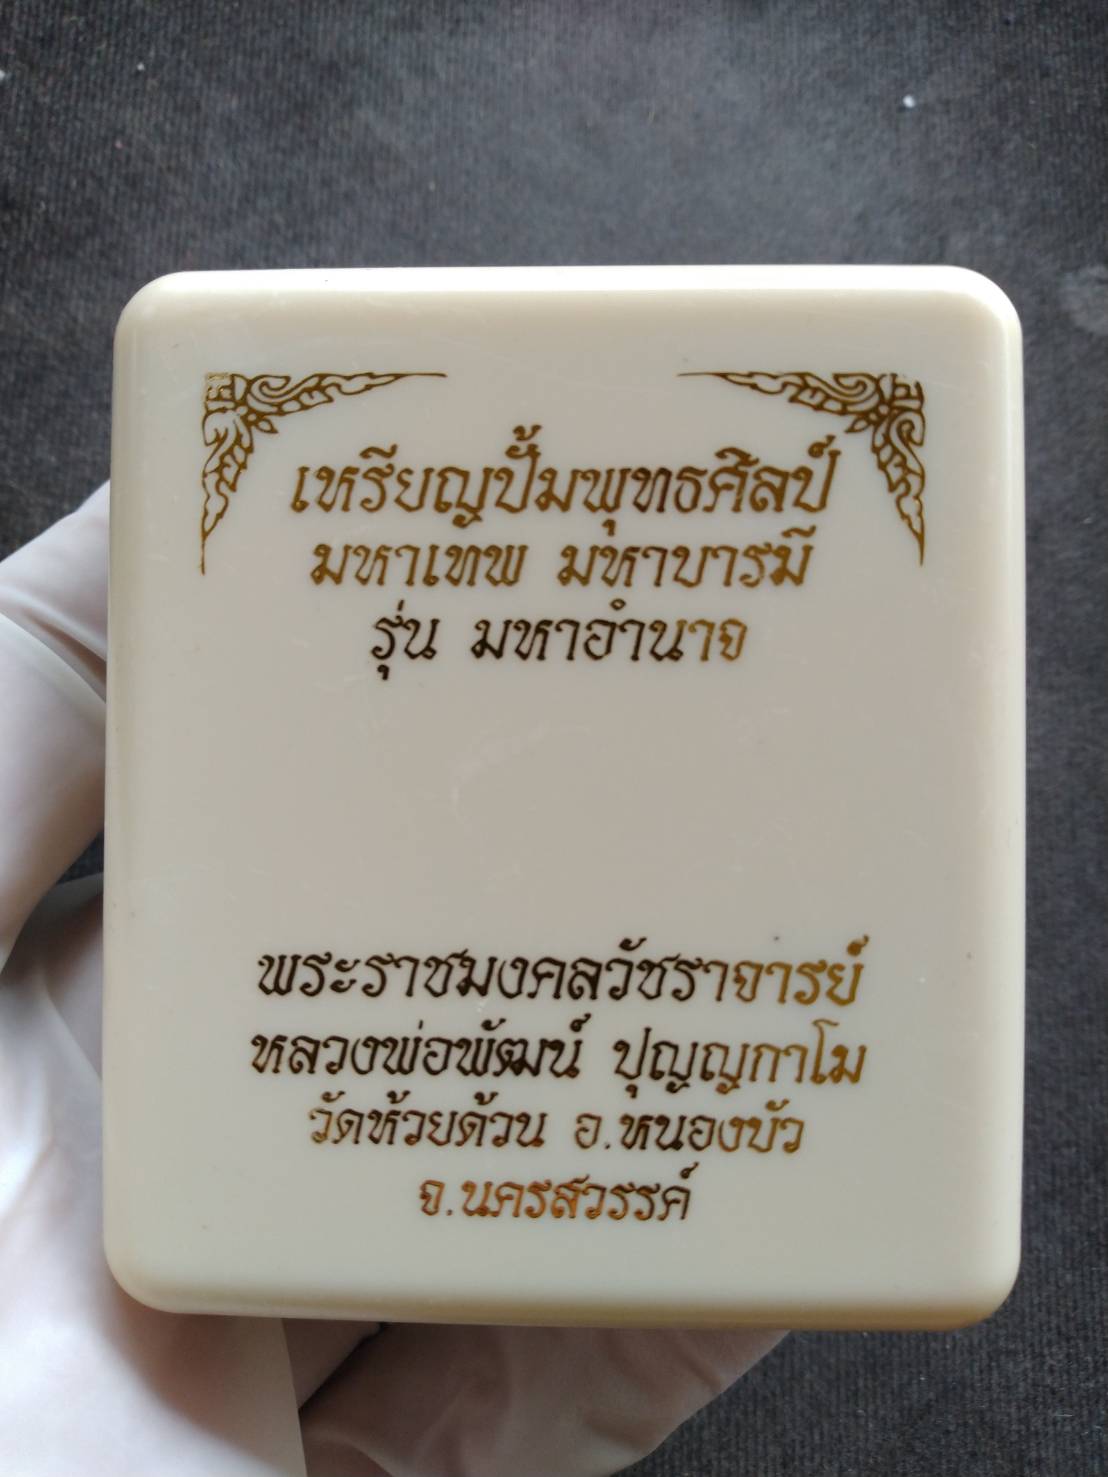 เหรียญปั้มพุทธศิลป์
มหาเทพ มหาบารมี
รุ่น มหาอำนาจ
พระราชมงคลวัชราจารย์
หลวงพ่อพัฒน์ ปุญญกาโม
วัดห้วยด้วน อ.หนองบัว
จ.นครสวรรค์